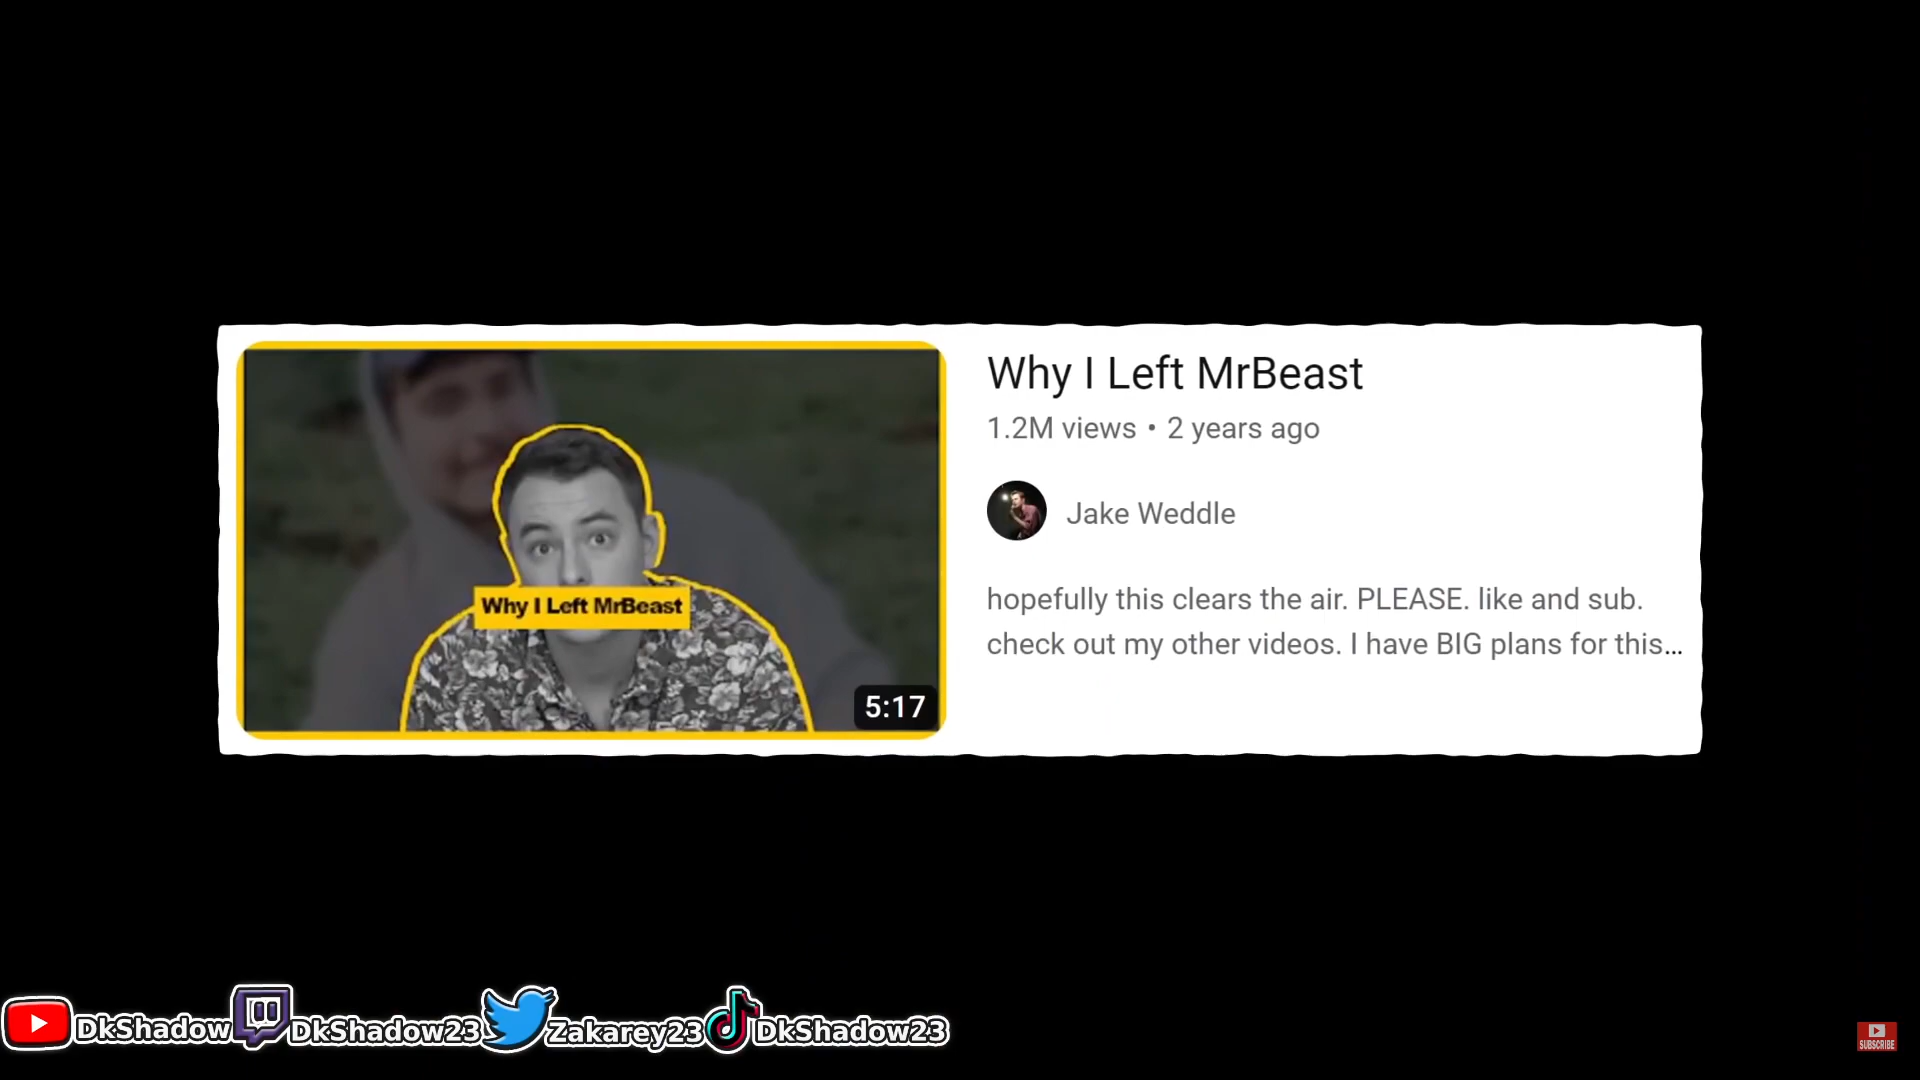 Why I Left MrBeast
1.2M views • 2 years ago
Jake Weddle
hopefully this clears the air. PLEASE. like and sub.
check out my other videos. I have BIG plans for this...
Why I Left MrBeast
5:17
DkShadow DkShadow23 Zakarey23 DkShadow23
SUBSCRIBE